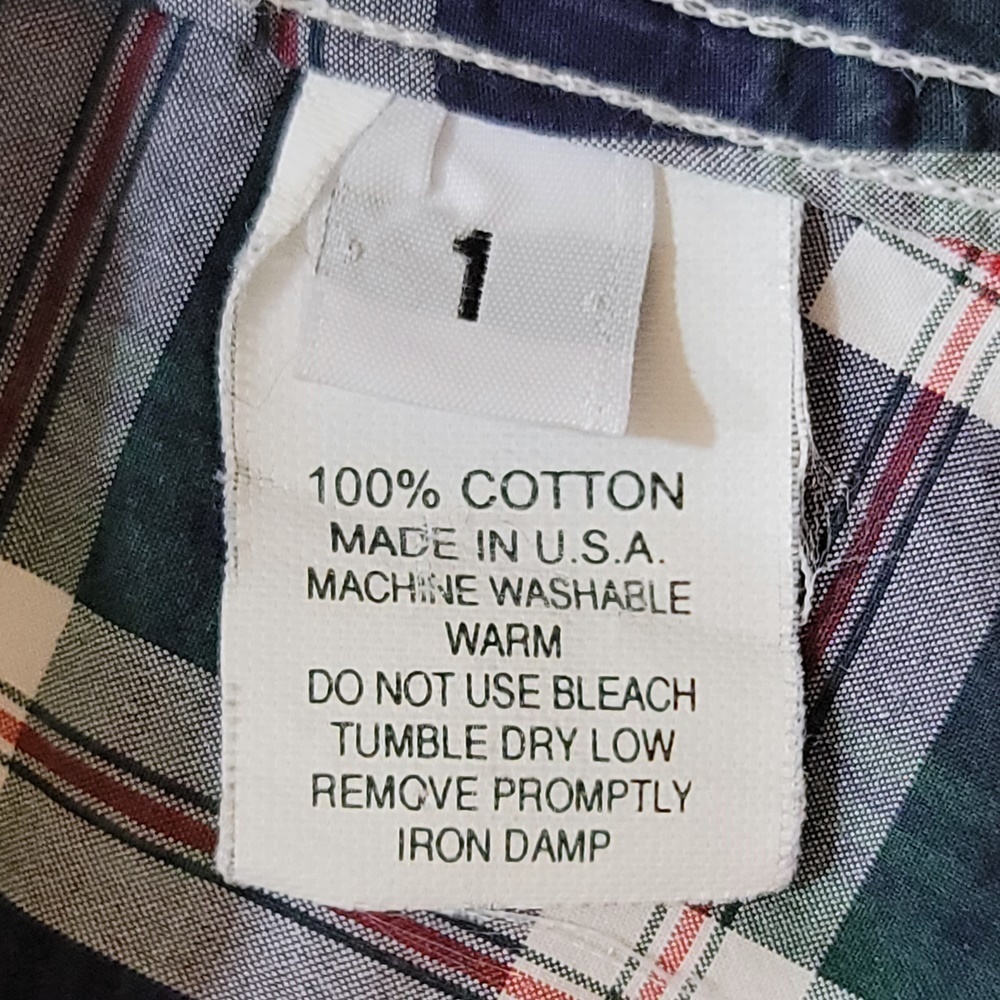 1
100% COTTON
MADE IN U.S.A.
MACHINE WASHABLE
WARM
DO NOT USE BLEACH
TUMBLE DRY LOW
REMOVE PROMPTLY
IRON DAMP